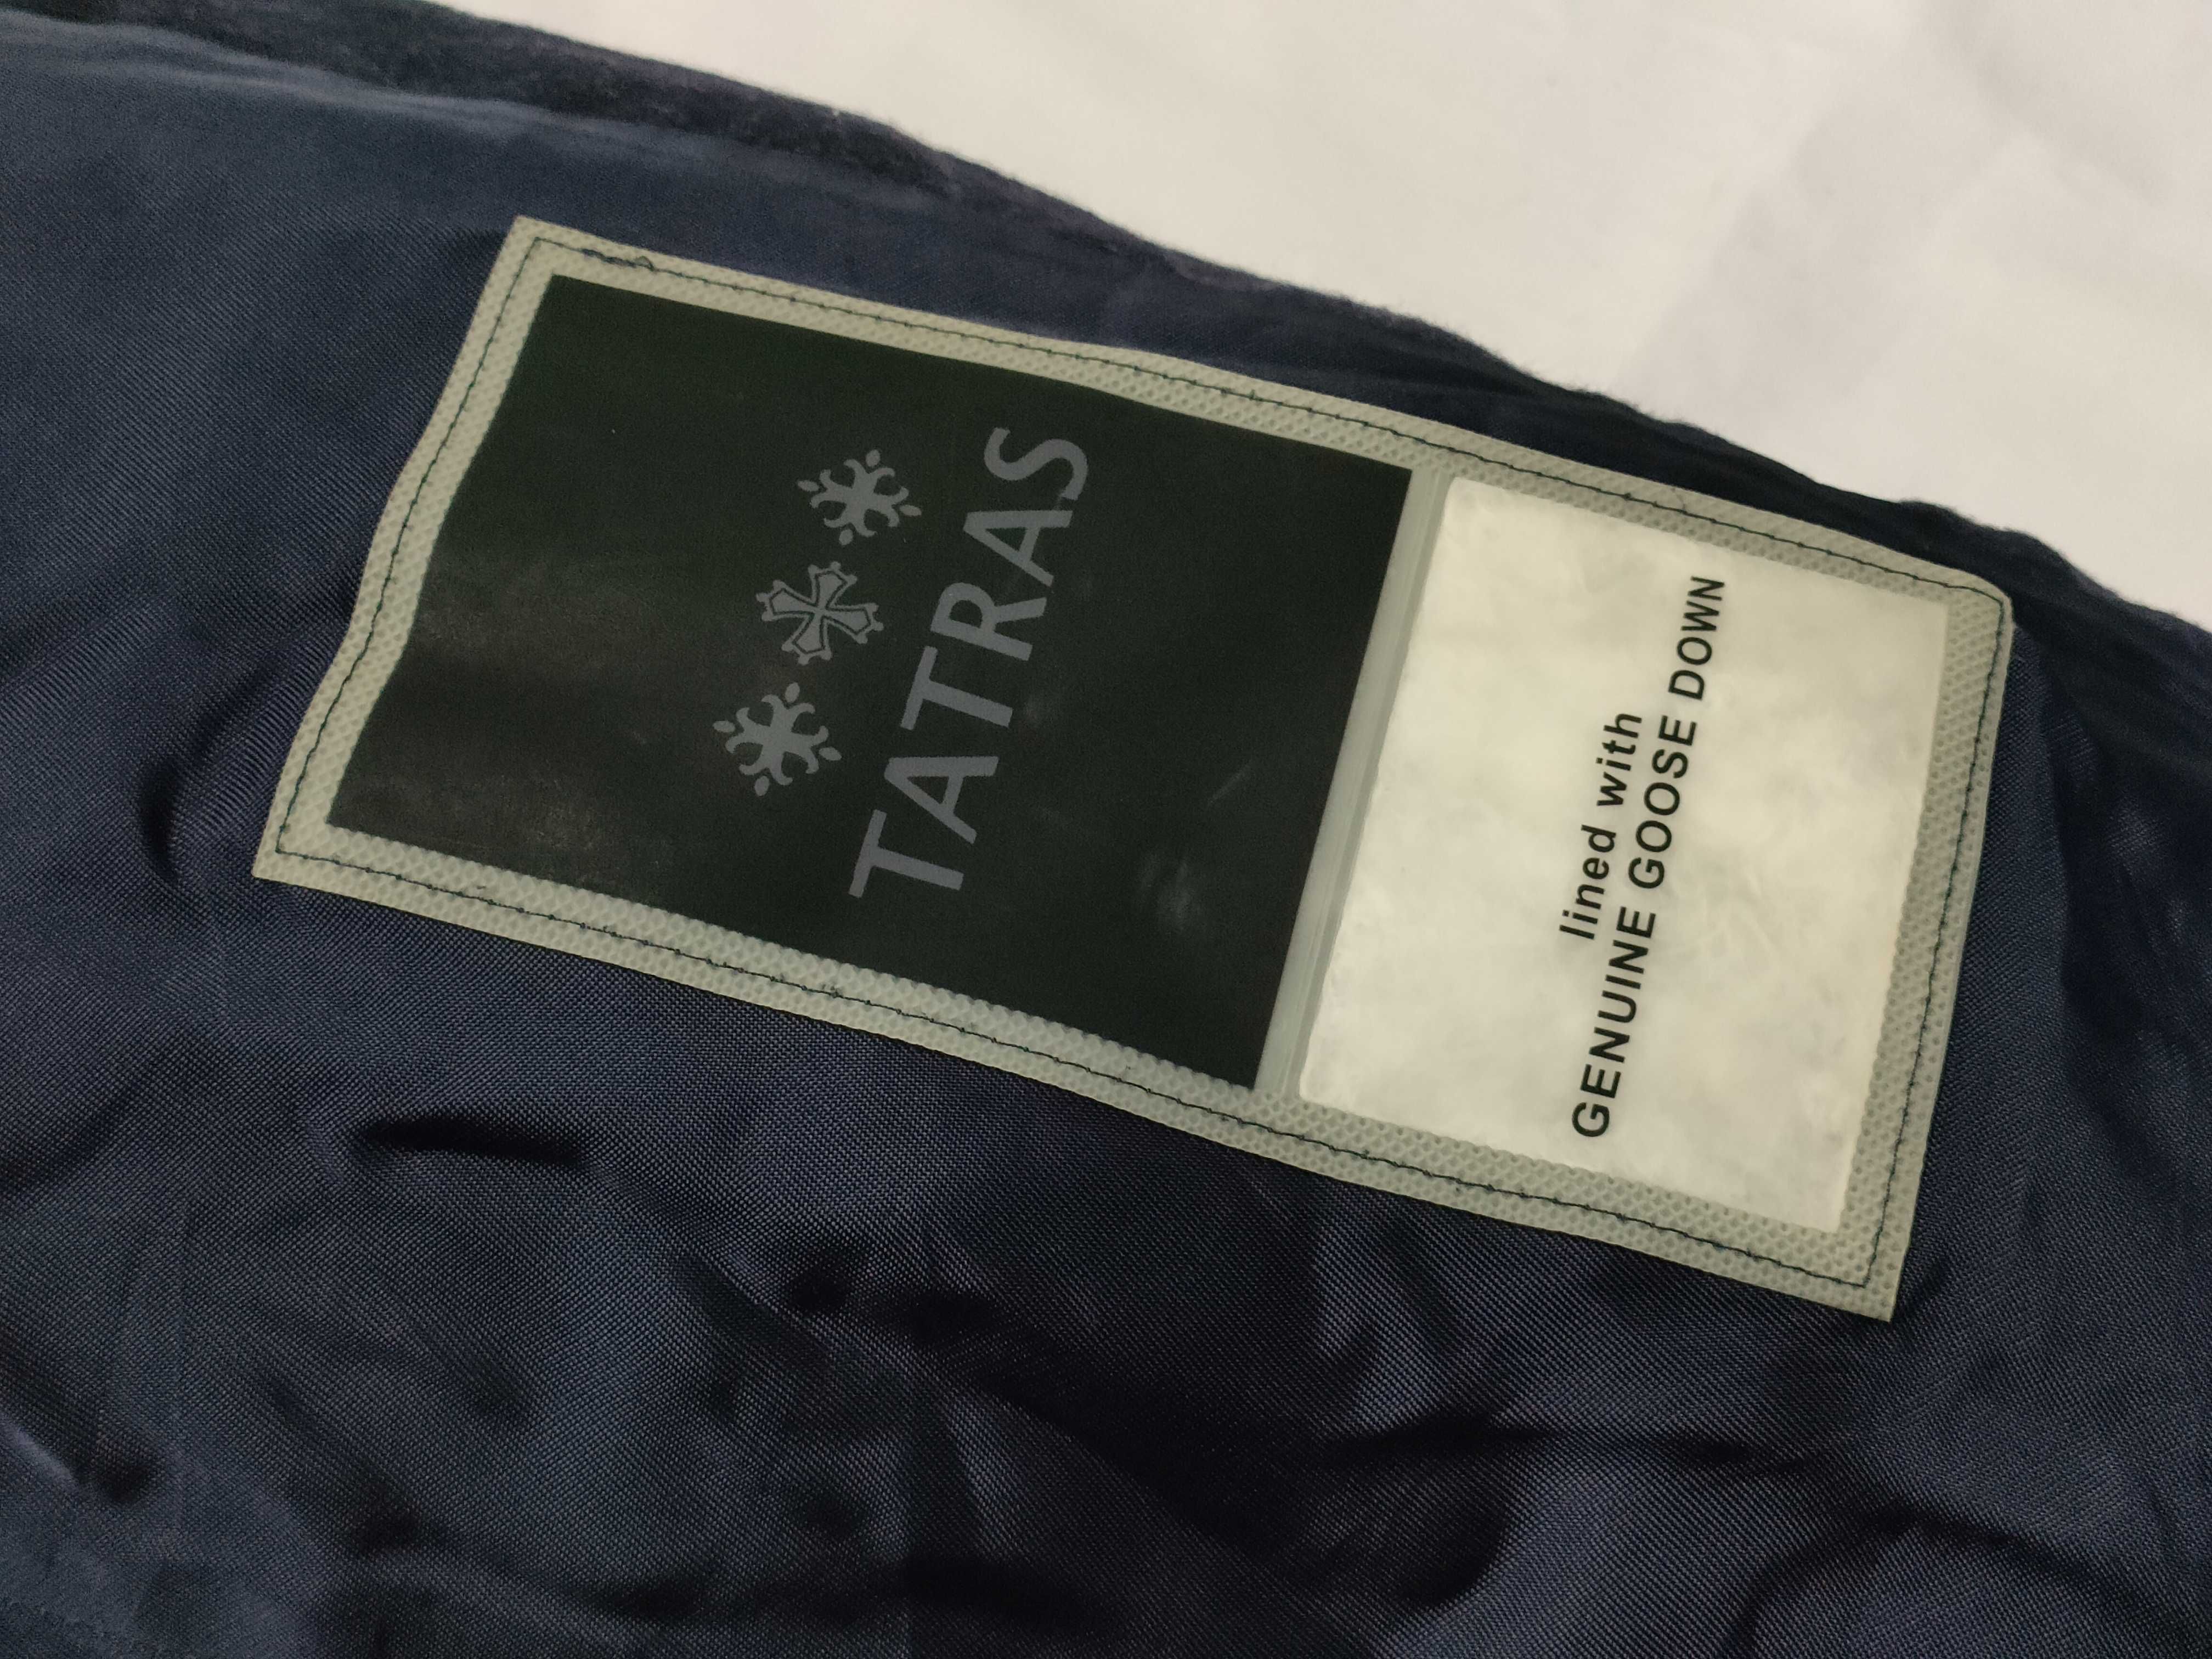 TATRAS
lined with
GENUINE GOOSE DOWN